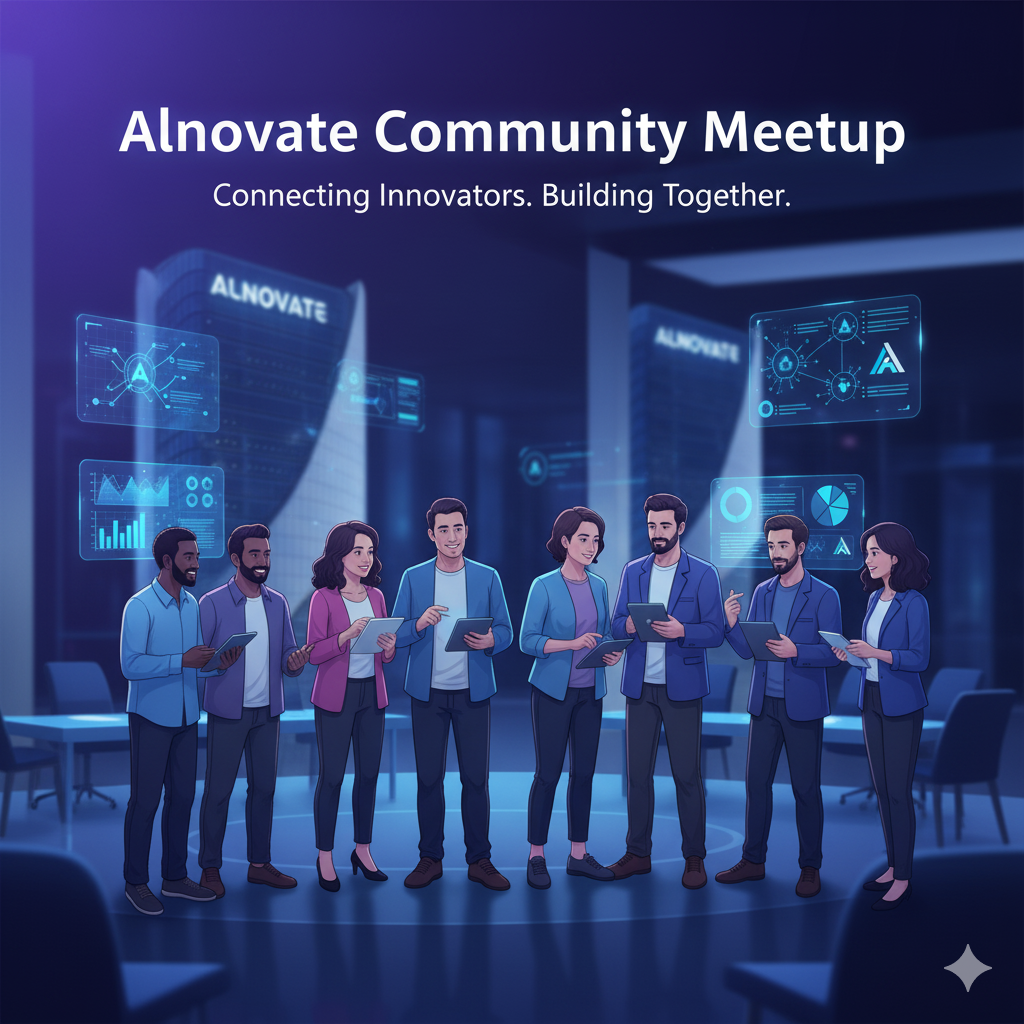 Alnovate Community Meetup
Connecting Innovators. Building Together.
ALNOVATE
ALNOVATE